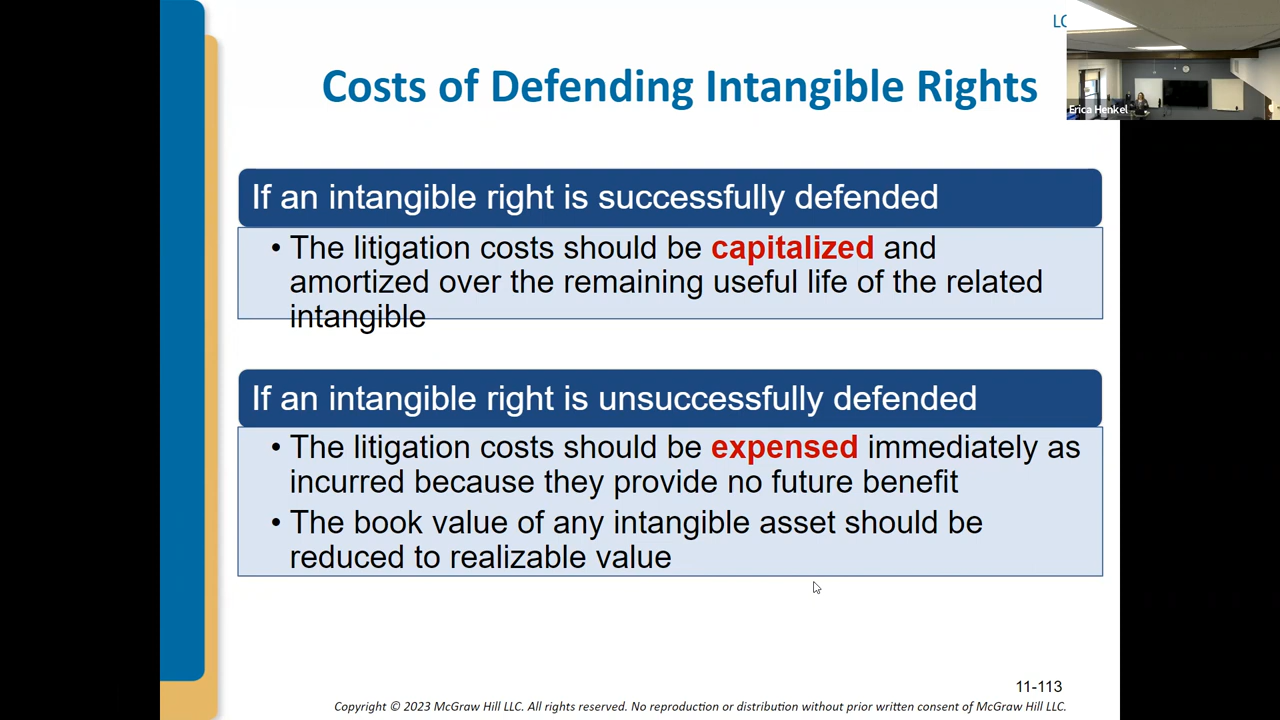 LO
Costs of Defending Intangible Rights
Erica Henkel
If an intangible right is successfully defended
• The litigation costs should be capitalized and
amortized over the remaining useful life of the related
intangible
If an intangible right is unsuccessfully defended
• The litigation costs should be expensed immediately as
incurred because they provide no future benefit
• The book value of any intangible asset should be
reduced to realizable value
11-113
Copyright © 2023 McGraw Hill LLC. All rights reserved. No reproduction or distribution without prior written consent of McGraw Hill LLC.